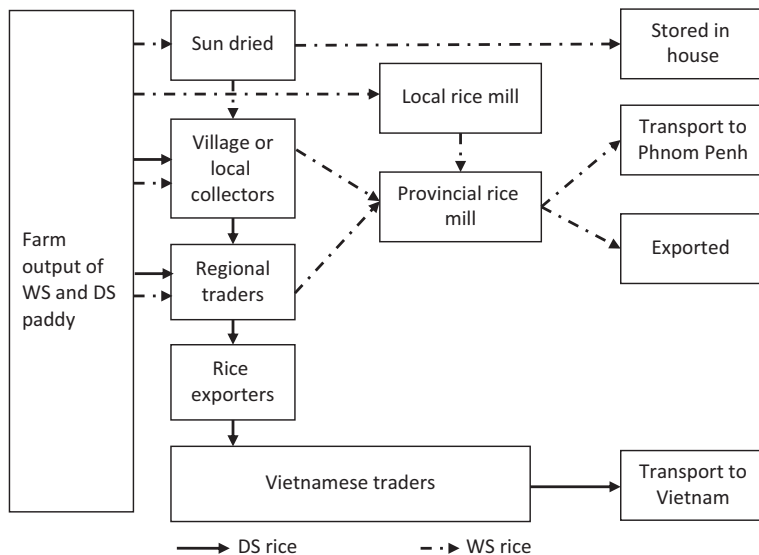 Farm
output of
WS and DS
paddy
Sun dried
Stored in
house
Local rice mill
Village or
local
collectors
Transport to
Phnom Penh
Provincial rice
mill
Regional
traders
Exported
Rice
exporters
Vietnamese traders
Transport to
Vietnam
DS rice
WS rice